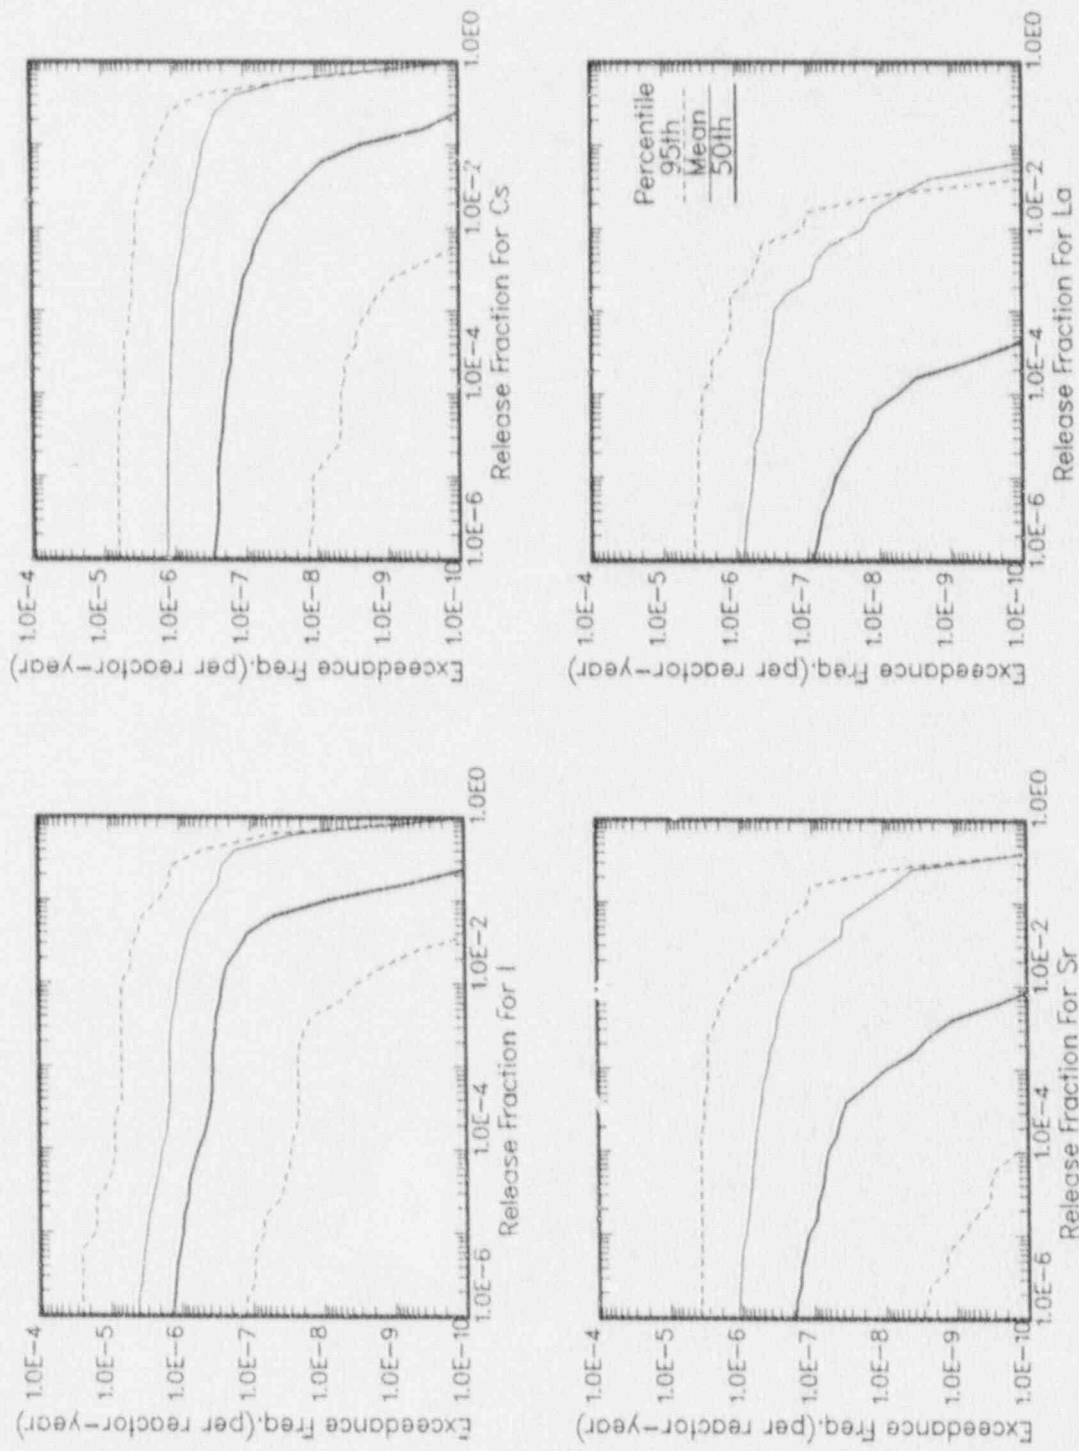 1.0E-4
1.0E-5
1.0E-6
1.0E-7
1.0E-8
1.0E-9
1.0E-10
Exceedance Freq.(per reactor-year)
1.0E-6
1.0E-4
1.0E-2
1.0E0
Release Fraction For I
1.0E-4
1.0E-5
1.0E-6
1.0E-7
1.0E-8
1.0E-9
1.0E-10
Exceedance Freq.(per reactor-year)
1.0E-6
1.0E-4
1.0E-2
1.0E0
Release Fraction For Cs
1.0E-4
1.0E-5
1.0E-6
1.0E-7
1.0E-8
1.0E-9
1.0E-10
Exceedance Freq.(per reactor-year)
1.0E-6
1.0E-4
1.0E-2
1.0E0
Release Fraction For Sr
1.0E-4
1.0E-5
1.0E-6
1.0E-7
1.0E-8
1.0E-9
1.0E-10
Exceedance Freq.(per reactor-year)
1.0E-6
1.0E-4
1.0E-2
1.0E0
Release Fraction For La
Percentile
95th
Mean
50th